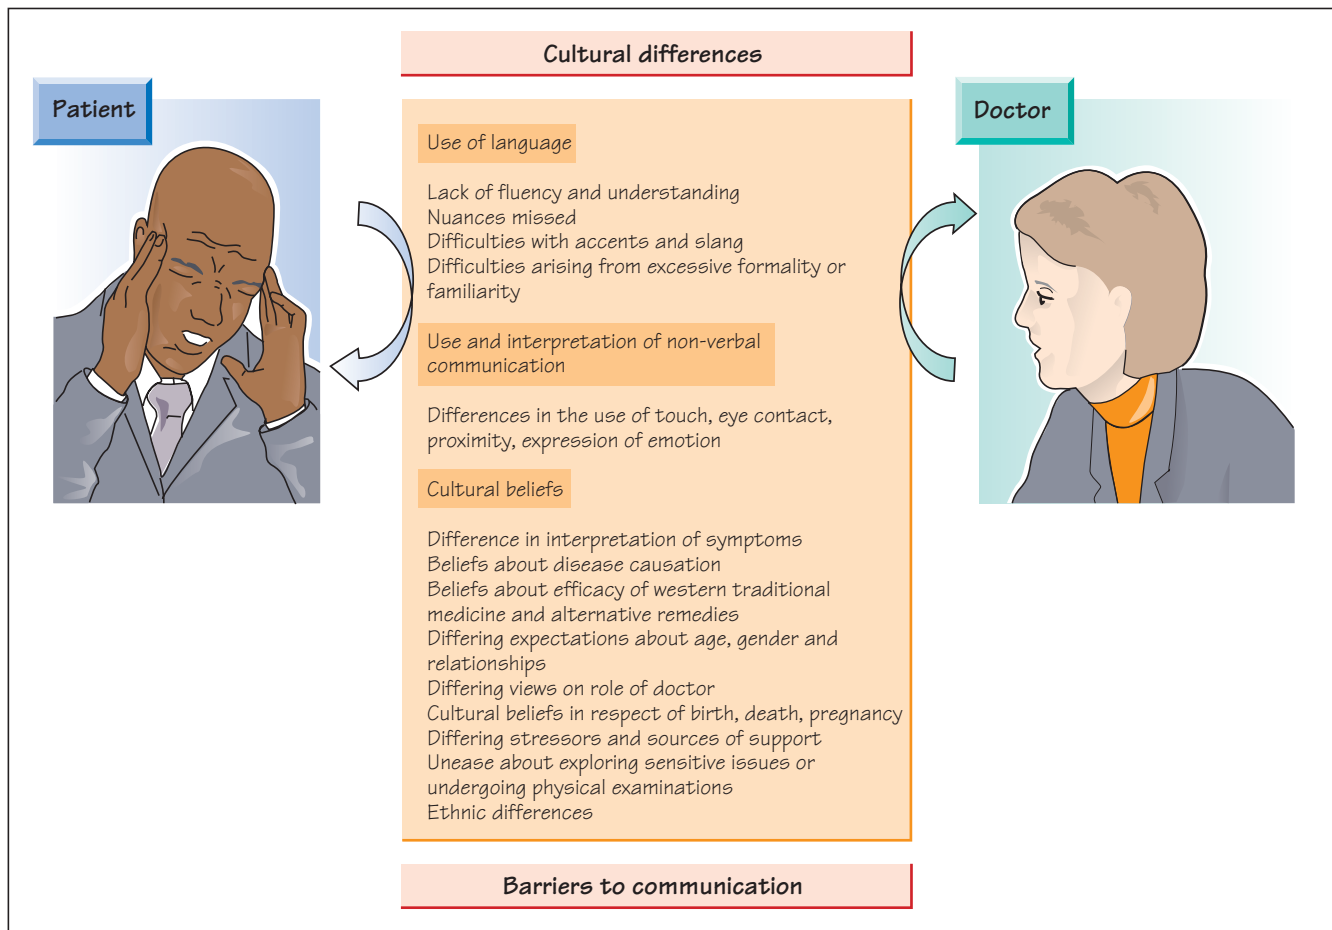 Cultural differences
Patient
Doctor
Use of language
Lack of fluency and understanding
Nuances missed
Difficulties with accents and slang
Difficulties arising from excessive formality or
familiarity
Use and interpretation of non-verbal
communication
Differences in the use of touch, eye contact,
proximity, expression of emotion
Cultural beliefs
Difference in interpretation of symptoms
Beliefs about disease causation
Beliefs about efficacy of western traditional
medicine and alternative remedies
Differing expectations about age, gender and
relationships
Differing views on role of doctor
Cultural beliefs in respect of birth, death, pregnancy
Differing stressors and sources of support
Unease about exploring sensitive issues or
undergoing physical examinations
Ethnic differences
Barriers to communication